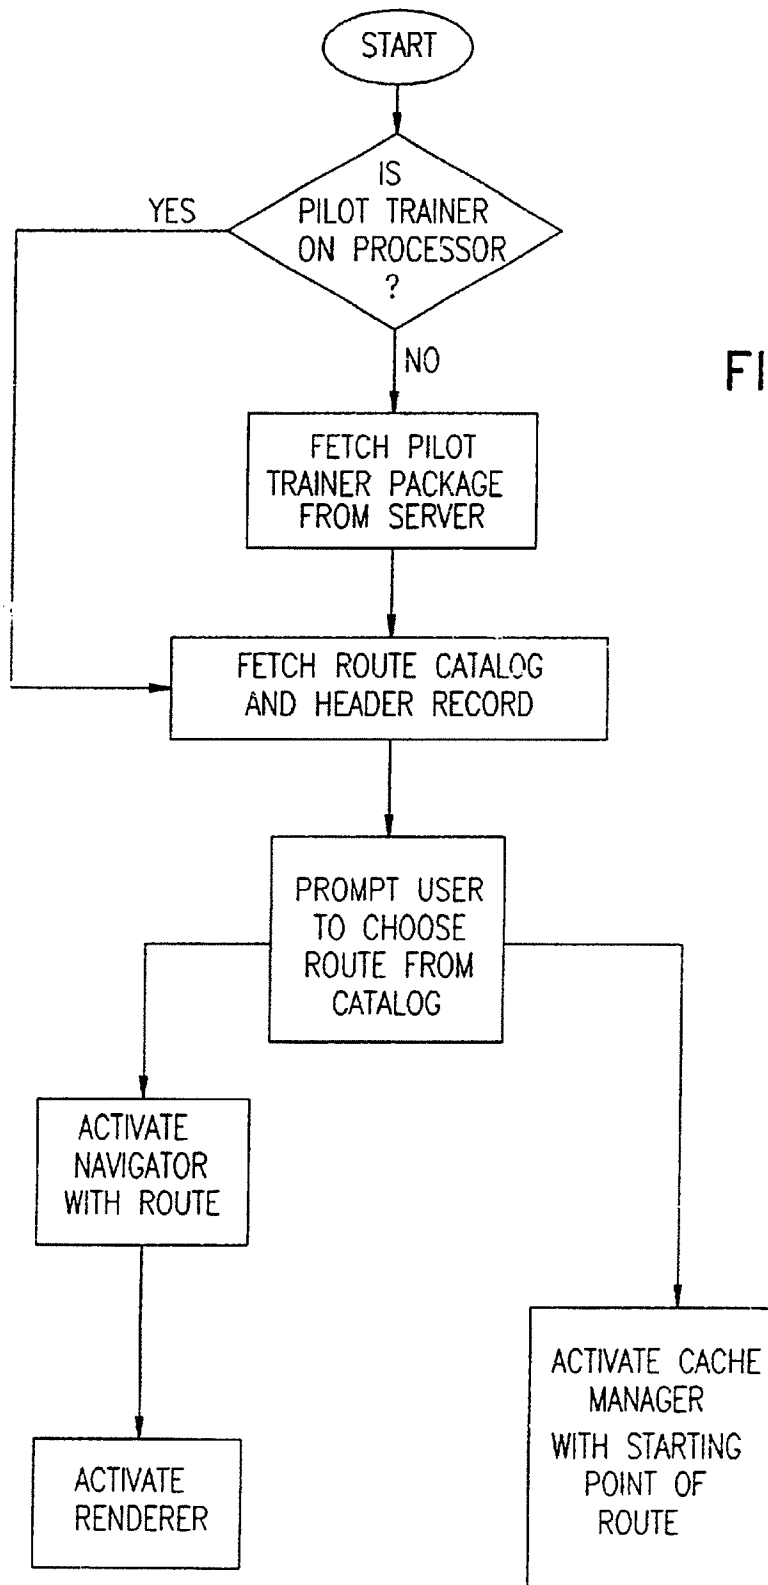 START
IS
PILOT TRAINER
ON PROCESSOR
?
YES
NO
FI
FETCH PILOT
TRAINER PACKAGE
FROM SERVER
FETCH ROUTE CATALOG
AND HEADER RECORD
PROMPT USER
TO CHOOSE
ROUTE FROM
CATALOG
ACTIVATE
NAVIGATOR
WITH ROUTE
ACTIVATE
RENDERER
ACTIVATE CACHE
MANAGER
WITH STARTING
POINT OF
ROUTE